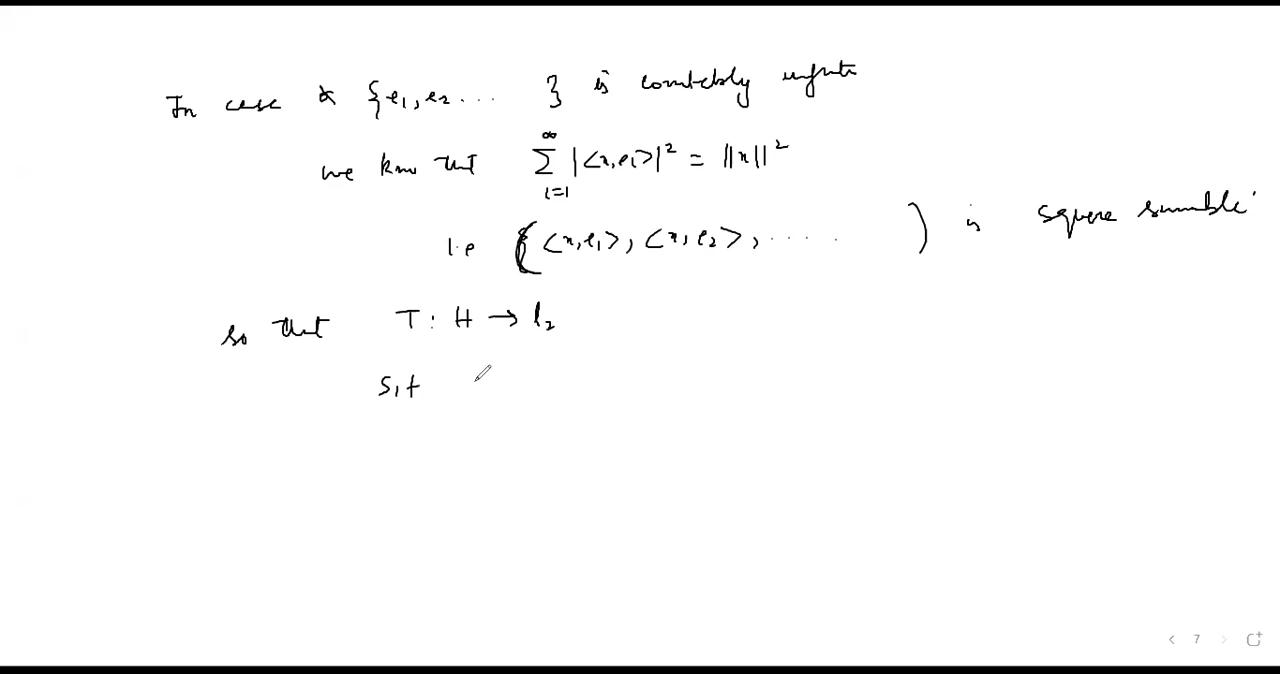 In case & {e1, e2 ... } is countably infinite
we know that ∞∑i=1 |<x,ei>|² = ||x||²
i.e ( <x,e1>, <x,e2>, ..... ) is square summable
so that T: H → l2
s.t
< 7 >